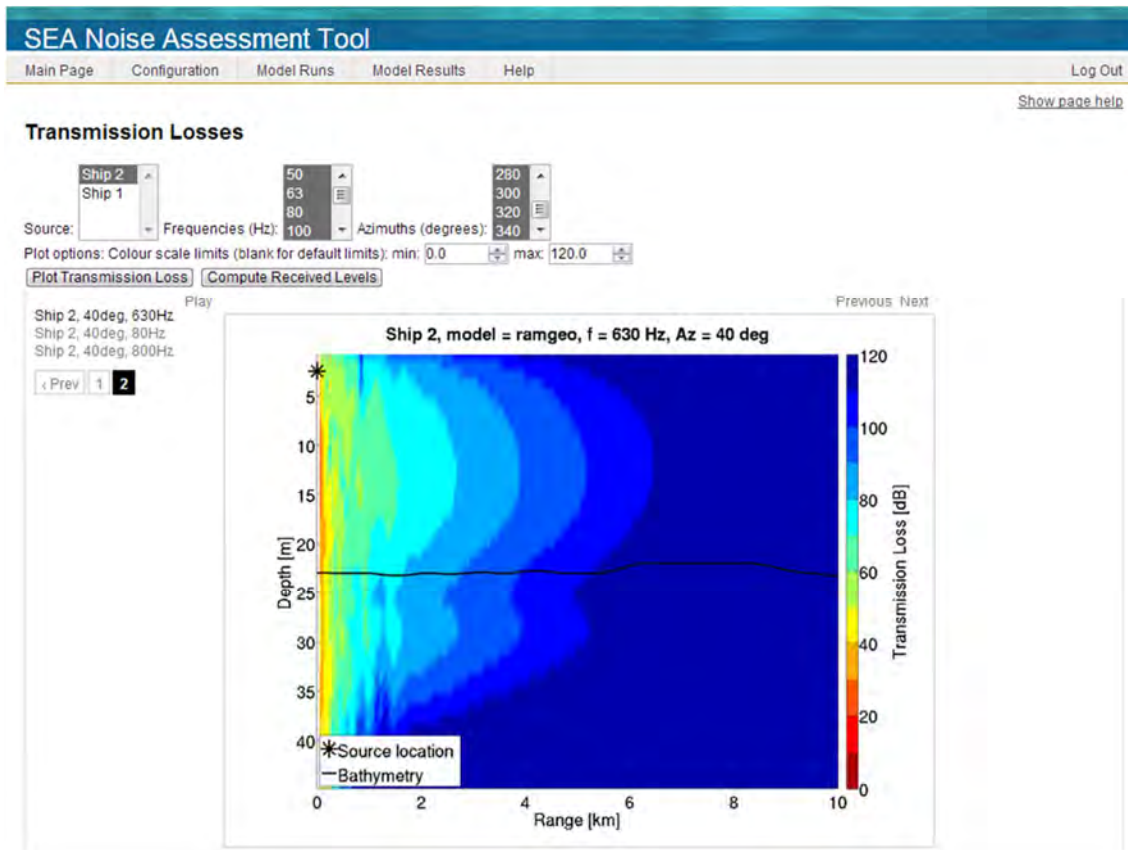 SEA Noise Assessment Tool
Main Page Configuration Model Runs Model Results Help Log Out
Show page help
Transmission Losses
Source: Ship 2 Ship 1 Frequencies (Hz): 50 63 80 100 Azimuths (degrees): 280 300 320 340
Plot options: Colour scale limits (blank for default limits): min: 0.0 max: 120.0
Plot Transmission Loss Compute Received Levels
Play Previous Next
Ship 2, 40deg, 630Hz
Ship 2, 40deg, 80Hz
Ship 2, 40deg, 800Hz
‹ Prev 1 2
Ship 2, model = ramgeo, f = 630 Hz, Az = 40 deg
Depth [m]
5
10
15
20
25
30
35
40
Source location
Bathymetry
0 2 4 6 8 10
Range [km]
120
100
80
60
40
20
0
Transmission Loss [dB]